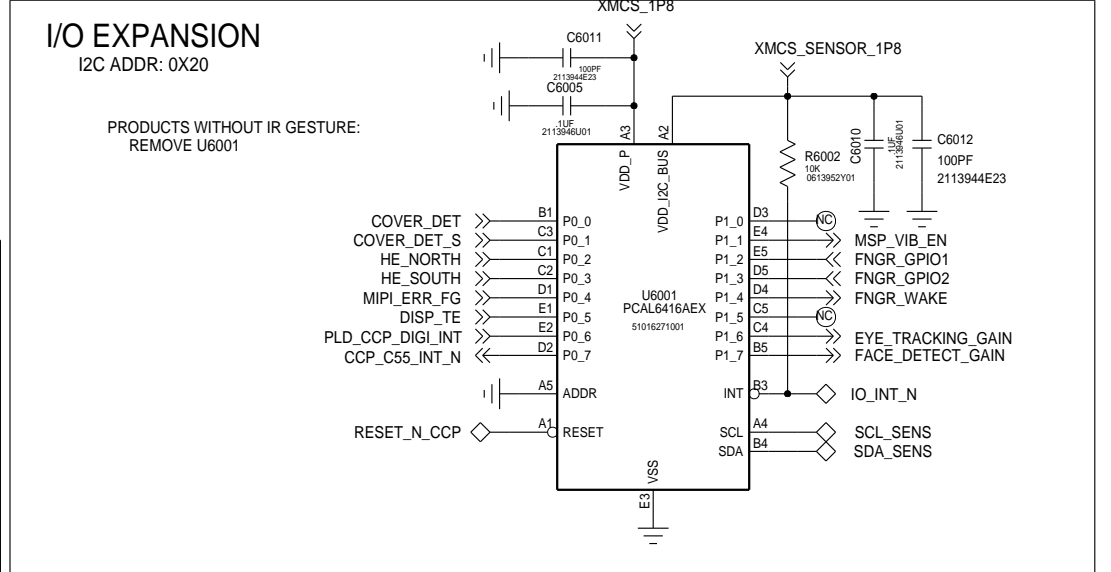 XMCS_1P8
I/O EXPANSION
I2C ADDR: 0X20
C6011
100PF
2113944E23
C6005
.1UF
2113946U01
XMCS_SENSOR_1P8
PRODUCTS WITHOUT IR GESTURE:
REMOVE U6001
R6002
10K
0613952Y01
C6010
.1UF
2113946U01
C6012
100PF
2113944E23
A3
A2
VDD_P
VDD_I2C_BUS
COVER_DET B1 P0_0
COVER_DET_S C3 P0_1
HE_NORTH C1 P0_2
HE_SOUTH C2 P0_3
MIPI_ERR_FG D1 P0_4
DISP_TE E1 P0_5
PLD_CCP_DIGI_INT E2 P0_6
CCP_C55_INT_N D2 P0_7
A5 ADDR
RESET_N_CCP A1 RESET
U6001
PCAL6416AEX
51016271001
P1_0 D3 NC
P1_1 E4 MSP_VIB_EN
P1_2 E5 FNGR_GPIO1
P1_3 D5 FNGR_GPIO2
P1_4 D4 FNGR_WAKE
P1_5 C5 NC
P1_6 C4 EYE_TRACKING_GAIN
P1_7 B5 FACE_DETECT_GAIN
INT B3 IO_INT_N
SCL A4 SCL_SENS
SDA B4 SDA_SENS
VSS
E3